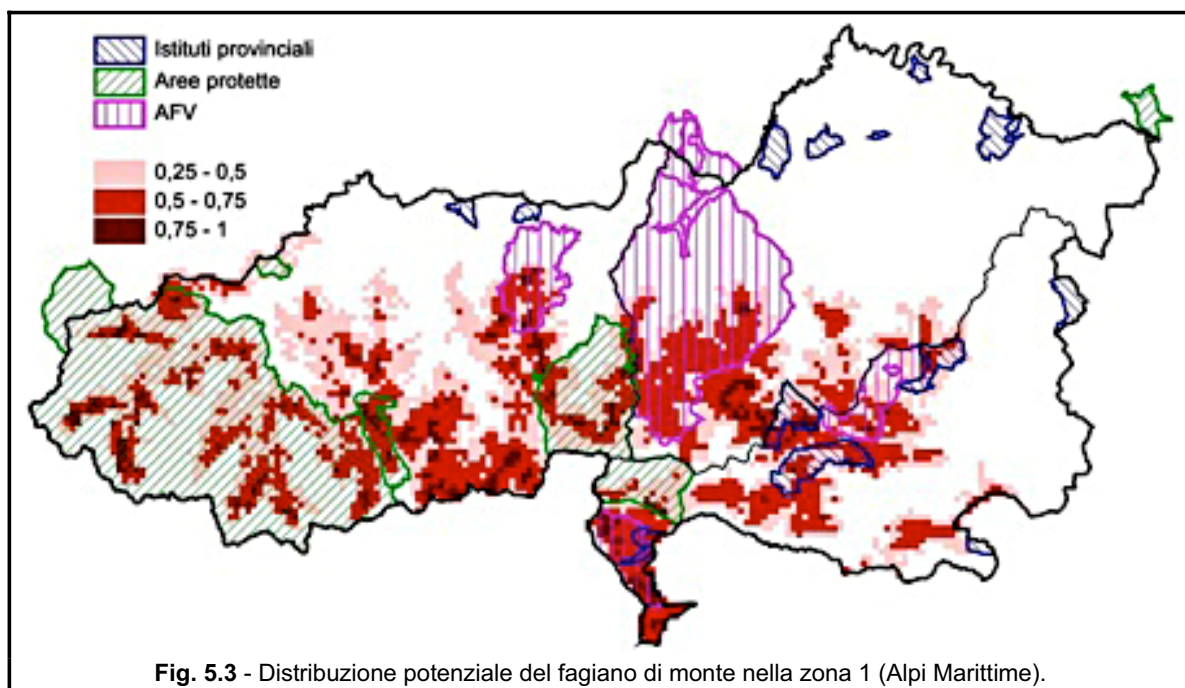 Istituti provinciali
Aree protette
AFV
0,25 - 0,5
0,5 - 0,75
0,75 - 1
Fig. 5.3 - Distribuzione potenziale del fagiano di monte nella zona 1 (Alpi Marittime).